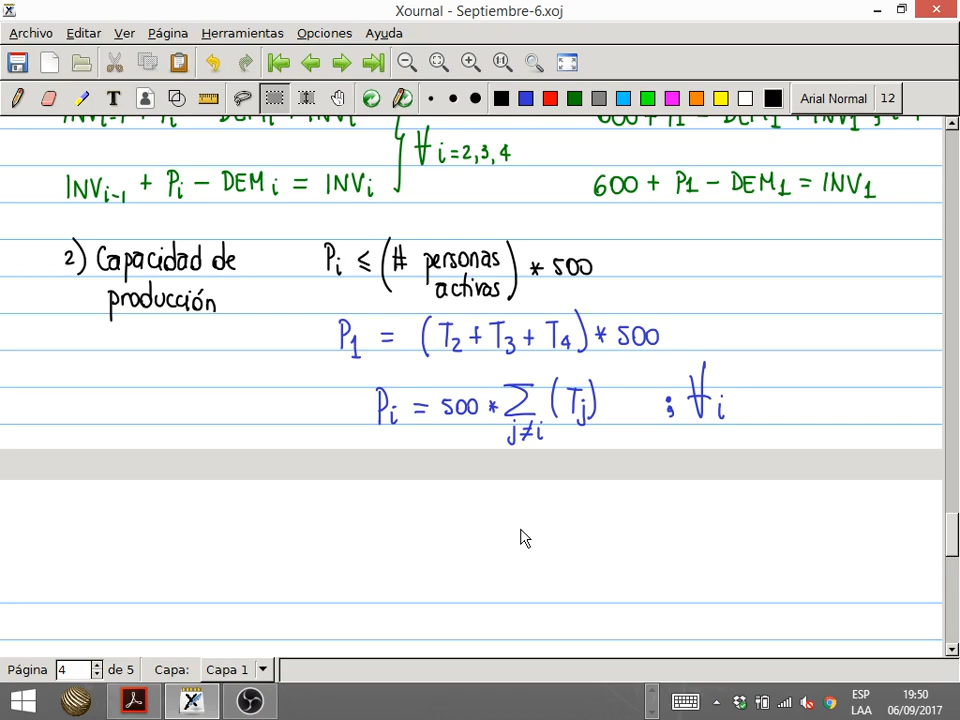 Xournal - Septiembre-6.xoj
Archivo Editar Ver Página Herramientas Opciones Ayuda
T Arial Normal 12
∀ i=2,3,4
INVi-1 + Pi − DEMi = INVi 600 + P1 − DEM1 = INV1
2) Capacidad de Pi ≤ (# personas activas) * 500
producción
P1 = (T2 + T3 + T4) * 500
Pi = 500 * ∑ j≠i (Tj) ; ∀i
Página 4 de 5 Capa: Capa 1
ESP 19:50
LAA 06/09/2017